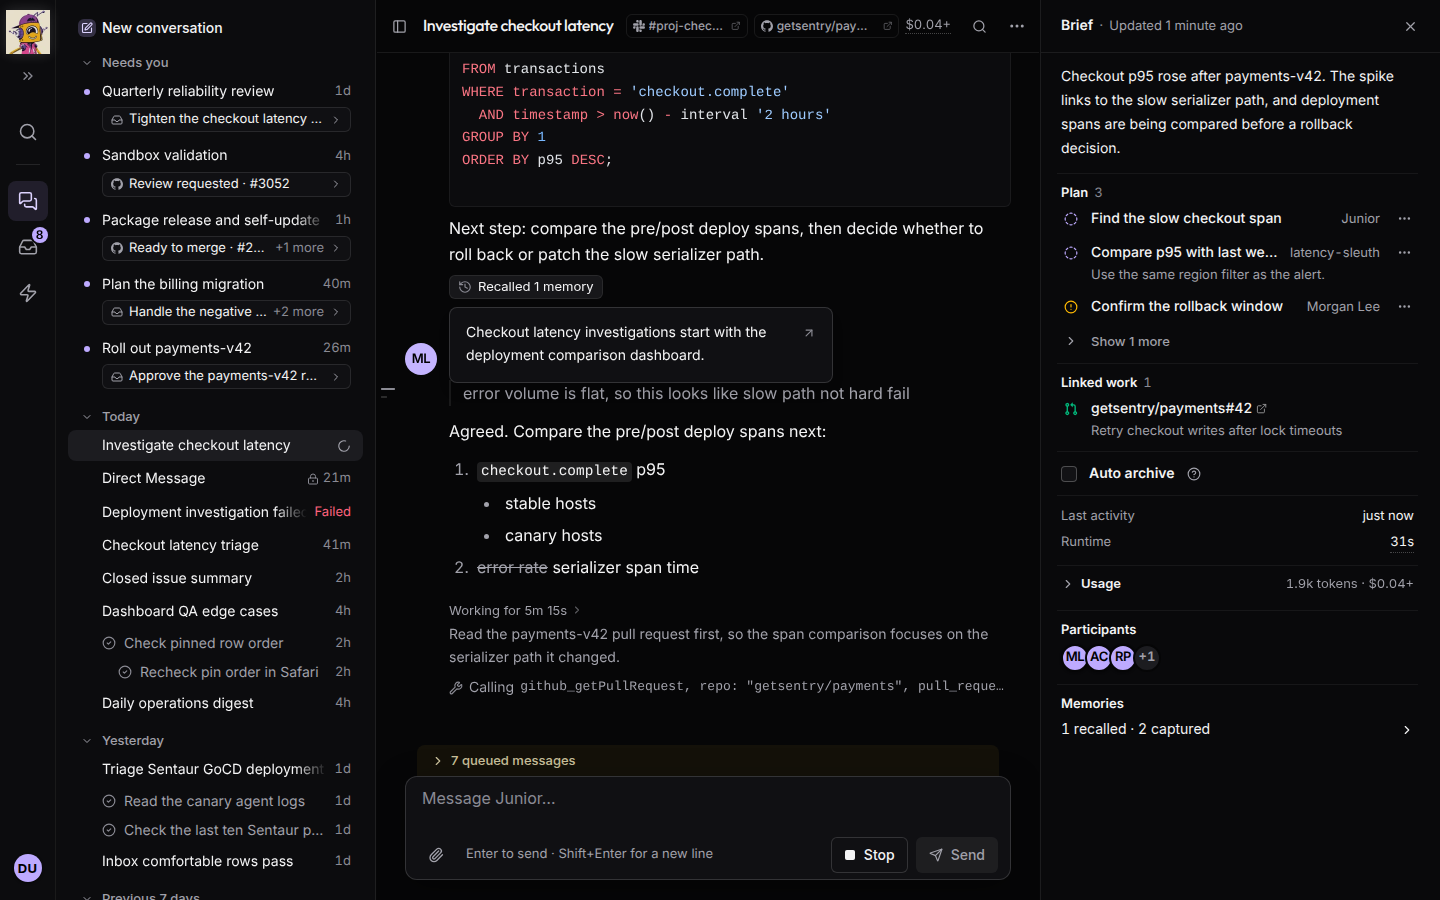 New conversation
Needs you
Quarterly reliability review 1d
Tighten the checkout latency ...
Sandbox validation 4h
Review requested · #3052
Package release and self-update 1h
Ready to merge · #2... +1 more
Plan the billing migration 40m
Handle the negative ... +2 more
Roll out payments-v42 26m
Approve the payments-v42 r...
Today
Investigate checkout latency
Direct Message 21m
Deployment investigation failed Failed
Checkout latency triage 41m
Closed issue summary 2h
Dashboard QA edge cases 4h
Check pinned row order 2h
Recheck pin order in Safari 2h
Daily operations digest 4h
Yesterday
Triage Sentaur GoCD deployment 1d
Read the canary agent logs 1d
Check the last ten Sentaur p... 1d
Inbox comfortable rows pass 1d
Previous 7 days
8
DU
Investigate checkout latency #proj-chec... getsentry/pay... $0.04+
FROM transactions
WHERE transaction = 'checkout.complete'
AND timestamp > now() - interval '2 hours'
GROUP BY 1
ORDER BY p95 DESC;
Next step: compare the pre/post deploy spans, then decide whether to
roll back or patch the slow serializer path.
Recalled 1 memory
Checkout latency investigations start with the
deployment comparison dashboard.
ML
error volume is flat, so this looks like slow path not hard fail
Agreed. Compare the pre/post deploy spans next:
1. checkout.complete p95
• stable hosts
• canary hosts
2. error rate serializer span time
Working for 5m 15s
Read the payments-v42 pull request first, so the span comparison focuses on the
serializer path it changed.
Calling github_getPullRequest, repo: "getsentry/payments", pull_reque…
7 queued messages
Message Junior...
Enter to send · Shift+Enter for a new line
Stop
Send
Brief · Updated 1 minute ago
Checkout p95 rose after payments-v42. The spike
links to the slow serializer path, and deployment
spans are being compared before a rollback
decision.
Plan 3
Find the slow checkout span Junior
Compare p95 with last we... latency-sleuth
Use the same region filter as the alert.
Confirm the rollback window Morgan Lee
Show 1 more
Linked work 1
getsentry/payments#42
Retry checkout writes after lock timeouts
Auto archive
Last activity just now
Runtime 31s
Usage 1.9k tokens · $0.04+
Participants
ML AC RP +1
Memories
1 recalled · 2 captured